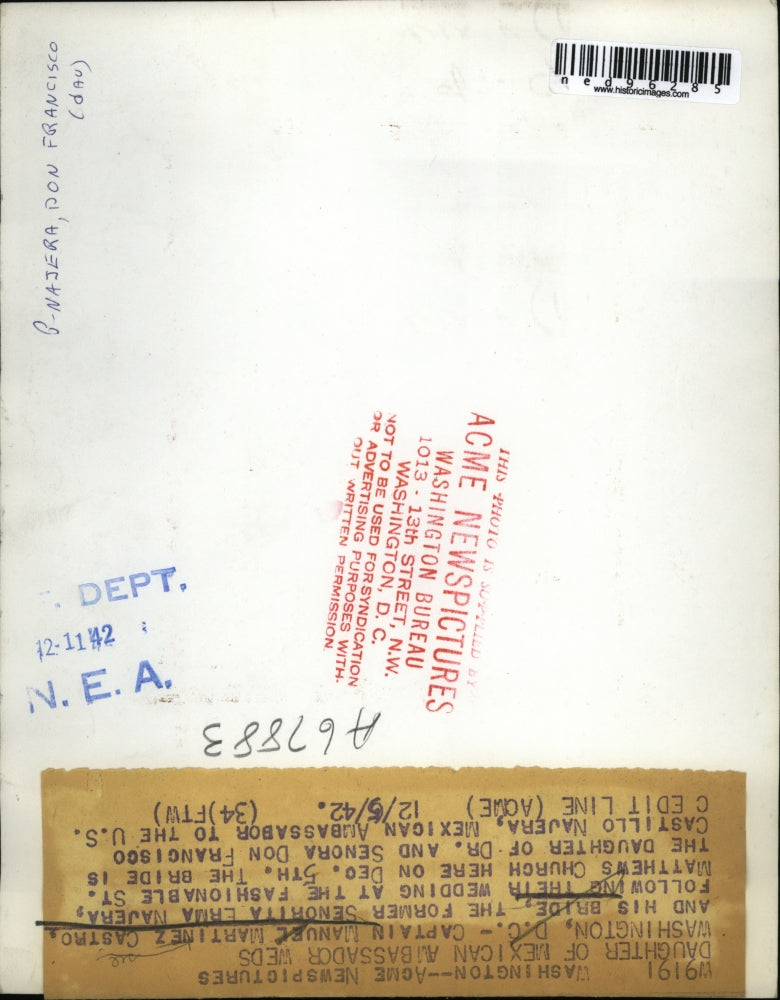 P-NAJERA, DON FRANCISCO
(dAU)
ned96285
www.historicimages.com
THIS PHOTO IS SUPPLIED BY
ACME NEWSPICTURES
WASHINGTON BUREAU
1013 - 13th STREET, N.W.
WASHINGTON, D. C.
NOT TO BE USED FOR SYNDICATION
OR ADVERTISING PURPOSES WITH-
OUT WRITTEN PERMISSION.
. DEPT.
12-11 42
N. E. A.
A67883
W9191 WASHINGTON--ACME NEWSPICTURES
DAUGHTER OF MEXICAN AMBASSADOR WEDS
WASHINGTON, D.C. - CAPTAIN MANUEL MARTINEZ CASTRO,
AND HIS BRIDE, THE FORMER SENORITA ERMA NAJERA,
FOLLOWING THEIR WEDDING AT THE FASHIONABLE ST.
MATTHEWS CHURCH HERE ON DEC. 5TH. THE BRIDE IS
THE DAUGHTER OF DR. AND SENORA DON FRANCISCO
CASTILLO NAJERA, MEXICAN AMBASSADOR TO THE U.S.
C EDIT LINE (ACME) 12/5/42. (34)FTW)